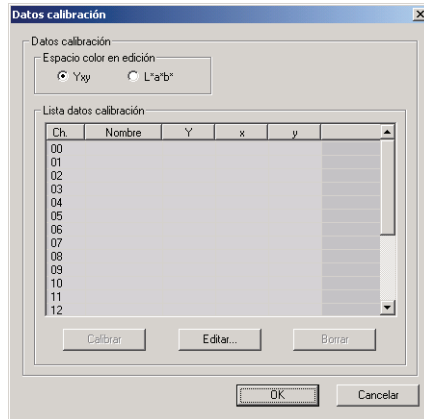 Datos calibración
Datos calibración
Espacio color en edición
Yxy L*a*b*
Lista datos calibración
Ch. Nombre Y x y
00
01
02
03
04
05
06
07
08
09
10
11
12
Calibrar Editar... Borrar
OK Cancelar